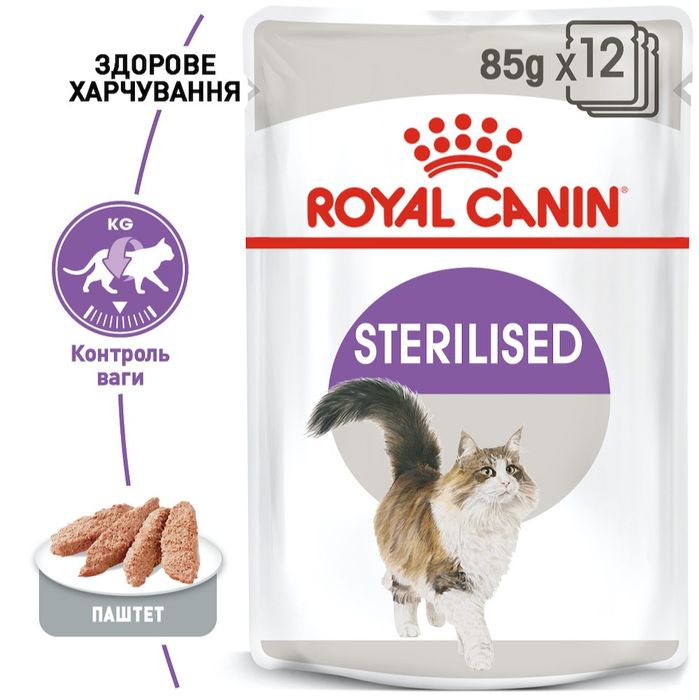 ЗДОРОВЕ
ХАРЧУВАННЯ
85g x12
ROYAL CANIN®
KG
STERILISED
Контроль
ваги
ПАШТЕТ